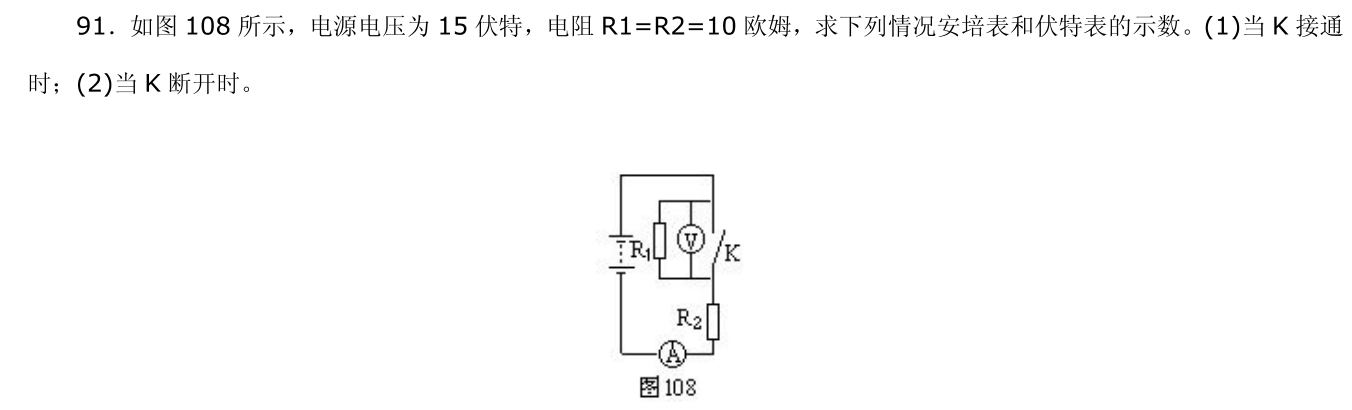 91．如图 108 所示，电源电压为 15 伏特，电阻 R1=R2=10 欧姆，求下列情况安培表和伏特表的示数。(1)当 K 接通
时；(2)当 K 断开时。
R₁
V
K
R₂
A
图108